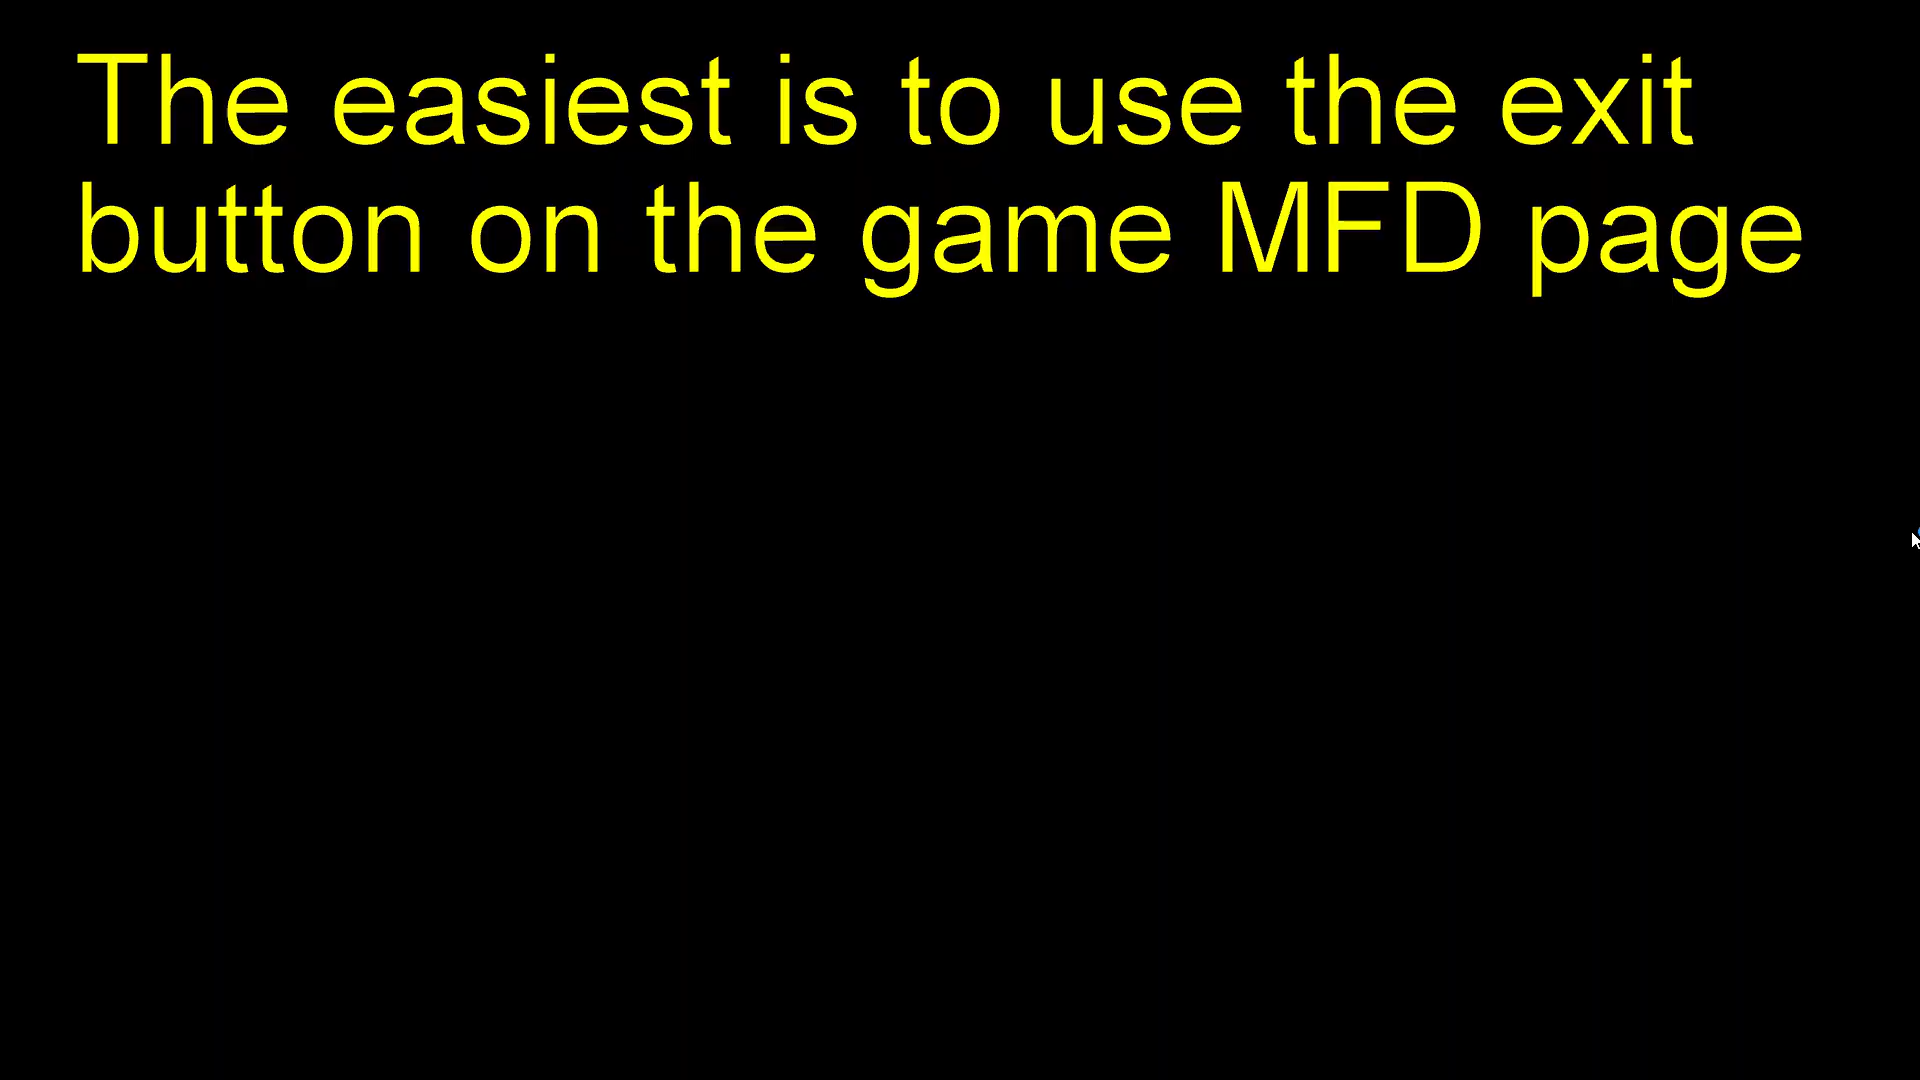 The easiest is to use the exit
button on the game MFD page